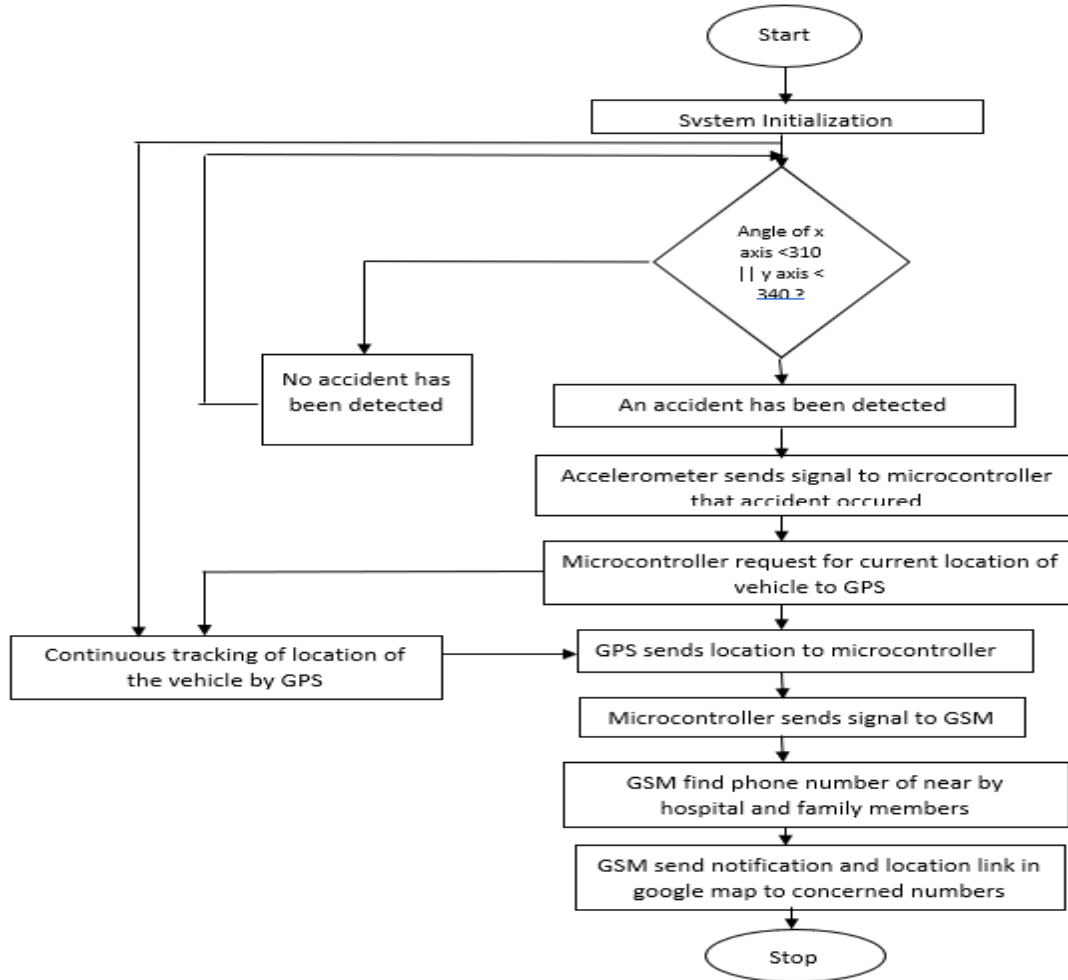 Start
System Initialization
Angle of x
axis <310
|| y axis <
340 ?
No accident has
been detected
An accident has been detected
Accelerometer sends signal to microcontroller
that accident occured
Microcontroller request for current location of
vehicle to GPS
Continuous tracking of location of
the vehicle by GPS
GPS sends location to microcontroller
Microcontroller sends signal to GSM
GSM find phone number of near by
hospital and family members
GSM send notification and location link in
google map to concerned numbers
Stop